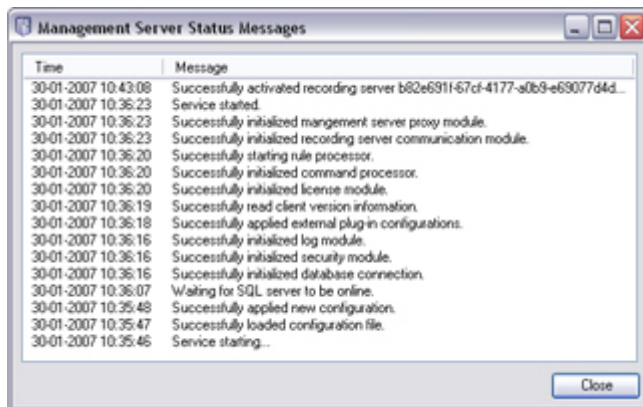 Management Server Status Messages
Time Message
30-01-2007 10:43:08 Successfully activated recording server b82e691f-67cf-4177-a0b9-e69077d4d...
30-01-2007 10:36:23 Service started.
30-01-2007 10:36:23 Successfully initialized mangement server proxy module.
30-01-2007 10:36:23 Successfully initialized recording server communication module.
30-01-2007 10:36:20 Successfully starting rule processor.
30-01-2007 10:36:20 Successfully initialized command processor.
30-01-2007 10:36:20 Successfully initialized license module.
30-01-2007 10:36:19 Successfully read client version information.
30-01-2007 10:36:18 Successfully applied external plug-in configurations.
30-01-2007 10:36:16 Successfully initialized log module.
30-01-2007 10:36:16 Successfully initialized security module.
30-01-2007 10:36:16 Successfully initialized database connection.
30-01-2007 10:36:07 Waiting for SQL server to be online.
30-01-2007 10:35:48 Successfully applied new configuration.
30-01-2007 10:35:47 Successfully loaded configuration file.
30-01-2007 10:35:46 Service starting...
Close